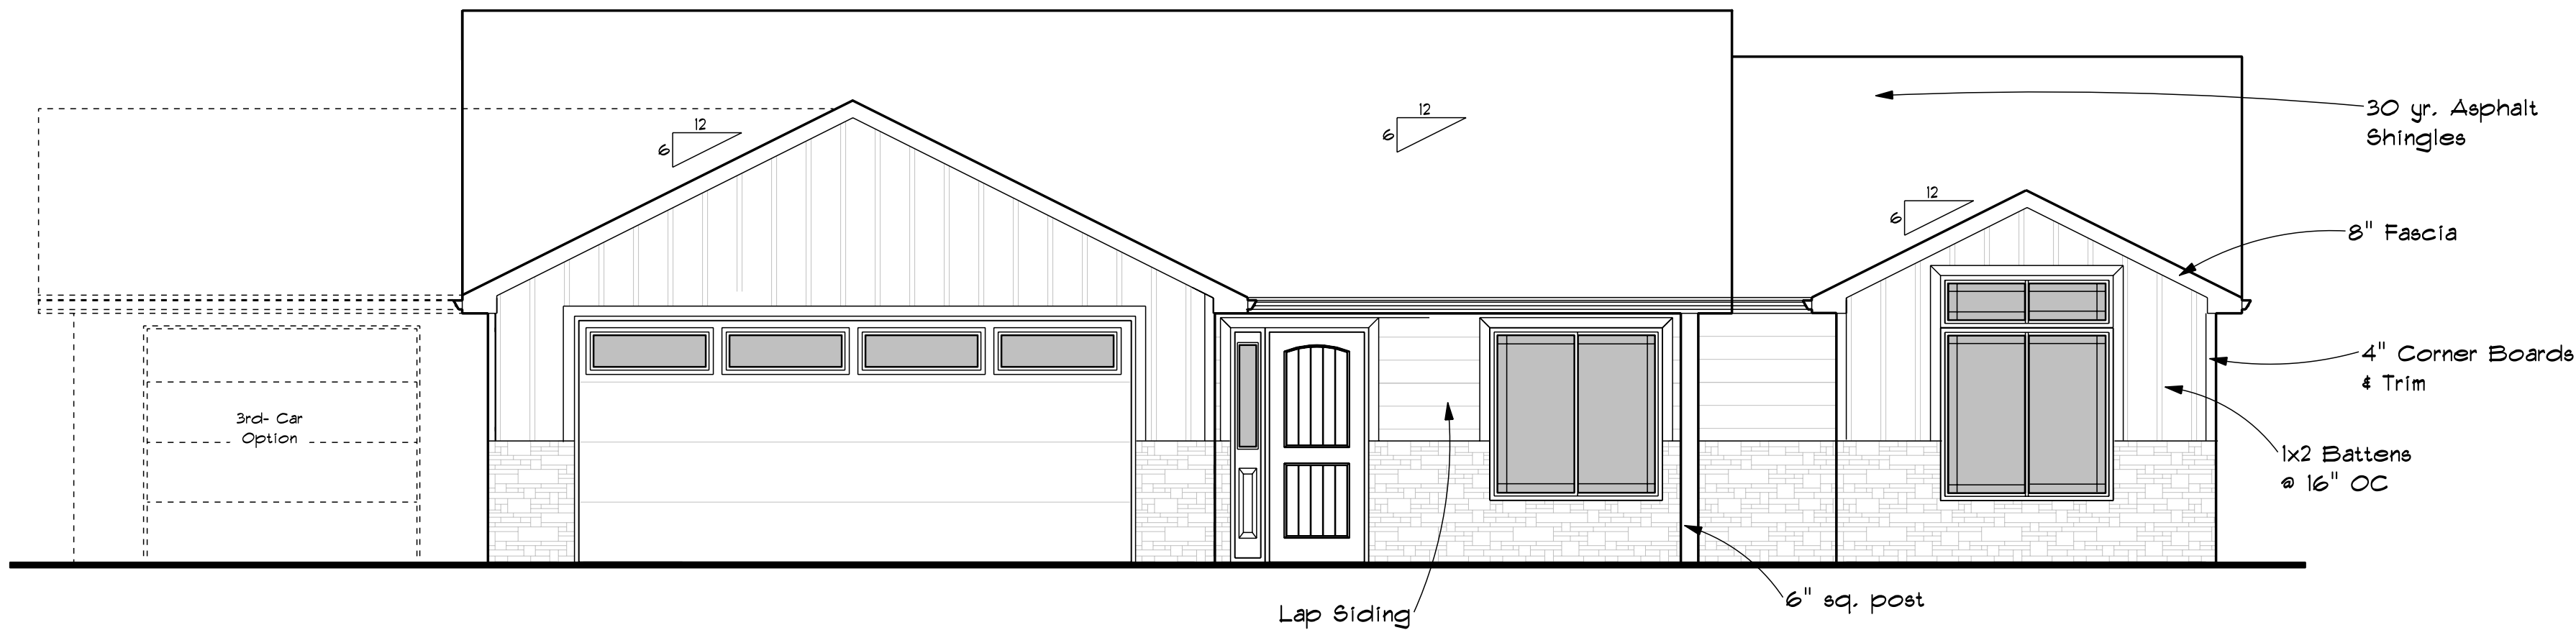 12
6
12
6
12
6
30 yr. Asphalt
Shingles
8" Fascia
4" Corner Boards
& Trim
3rd- Car
Option
1x2 Battens
@ 16" OC
6" sq. post
Lap Siding